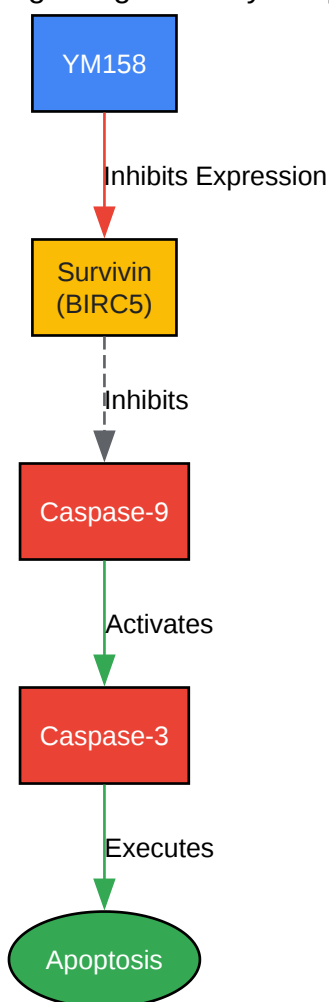 YM158
Inhibits Expression
Survivin
(BIRC5)
Inhibits
Caspase-9
Activates
Caspase-3
Executes
Apoptosis